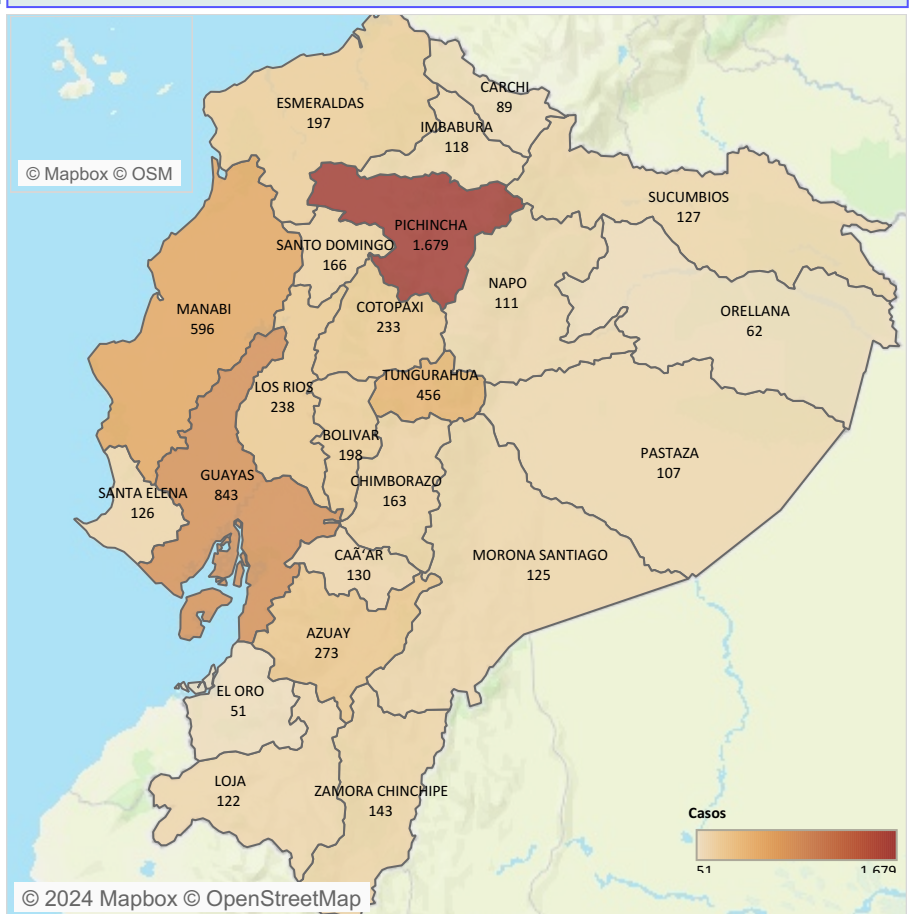 © Mapbox © OSM
CARCHI
89
ESMERALDAS
197
IMBABURA
118
SUCUMBIOS
127
PICHINCHA
1.679
SANTO DOMINGO
166
NAPO
111
MANABI
596
COTOPAXI
233
ORELLANA
62
TUNGURAHUA
456
LOS RIOS
238
BOLIVAR
198
PASTAZA
107
GUAYAS
843
CHIMBORAZO
163
SANTA ELENA
126
CAÃ'AR
130
MORONA SANTIAGO
125
AZUAY
273
EL ORO
51
LOJA
122
ZAMORA CHINCHIPE
143
Casos
51
1.679
© 2024 Mapbox © OpenStreetMap